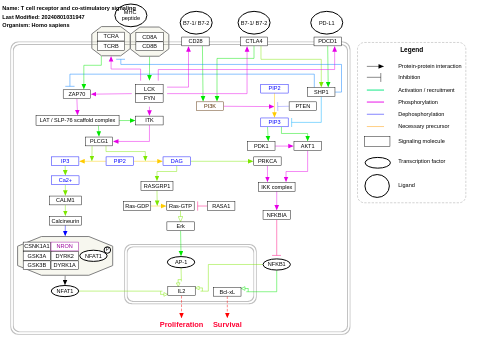 Name: T cell receptor and co-stimulatory signaling
Last Modified: 20240801031947
Organism: Homo sapiens
MHC
peptide
B7-1/ B7-2
B7-1/ B7-2
PD-L1
TCRA
TCRB
CD8A
CD8B
CD28
CTLA4
PDCD1
Legend
Protein-protein interaction
Inhibition
Activation / recruitment
Phosphorylation
Dephosphorylation
Necessary precursor
Signaling molecule
Transcription factor
Ligand
ZAP70
LCK
FYN
PIP2
SHP1
PI3K
PTEN
LAT / SLP-76 scaffold complex
ITK
PIP3
PLCG1
PDK1
AKT1
IP3
PIP2
DAG
PRKCA
Ca2+
RASGRP1
IKK complex
CALM1
Ras-GDP
Ras-GTP
RASA1
NFKBIA
Calcineurin
Erk
CSNK1A1
NRON
GSK3A
DYRK2
GSK3B
DYRK1A
NFAT1
P
AP-1
NFKB1
NFAT1
IL2
Bcl-xL
Proliferation
Survival